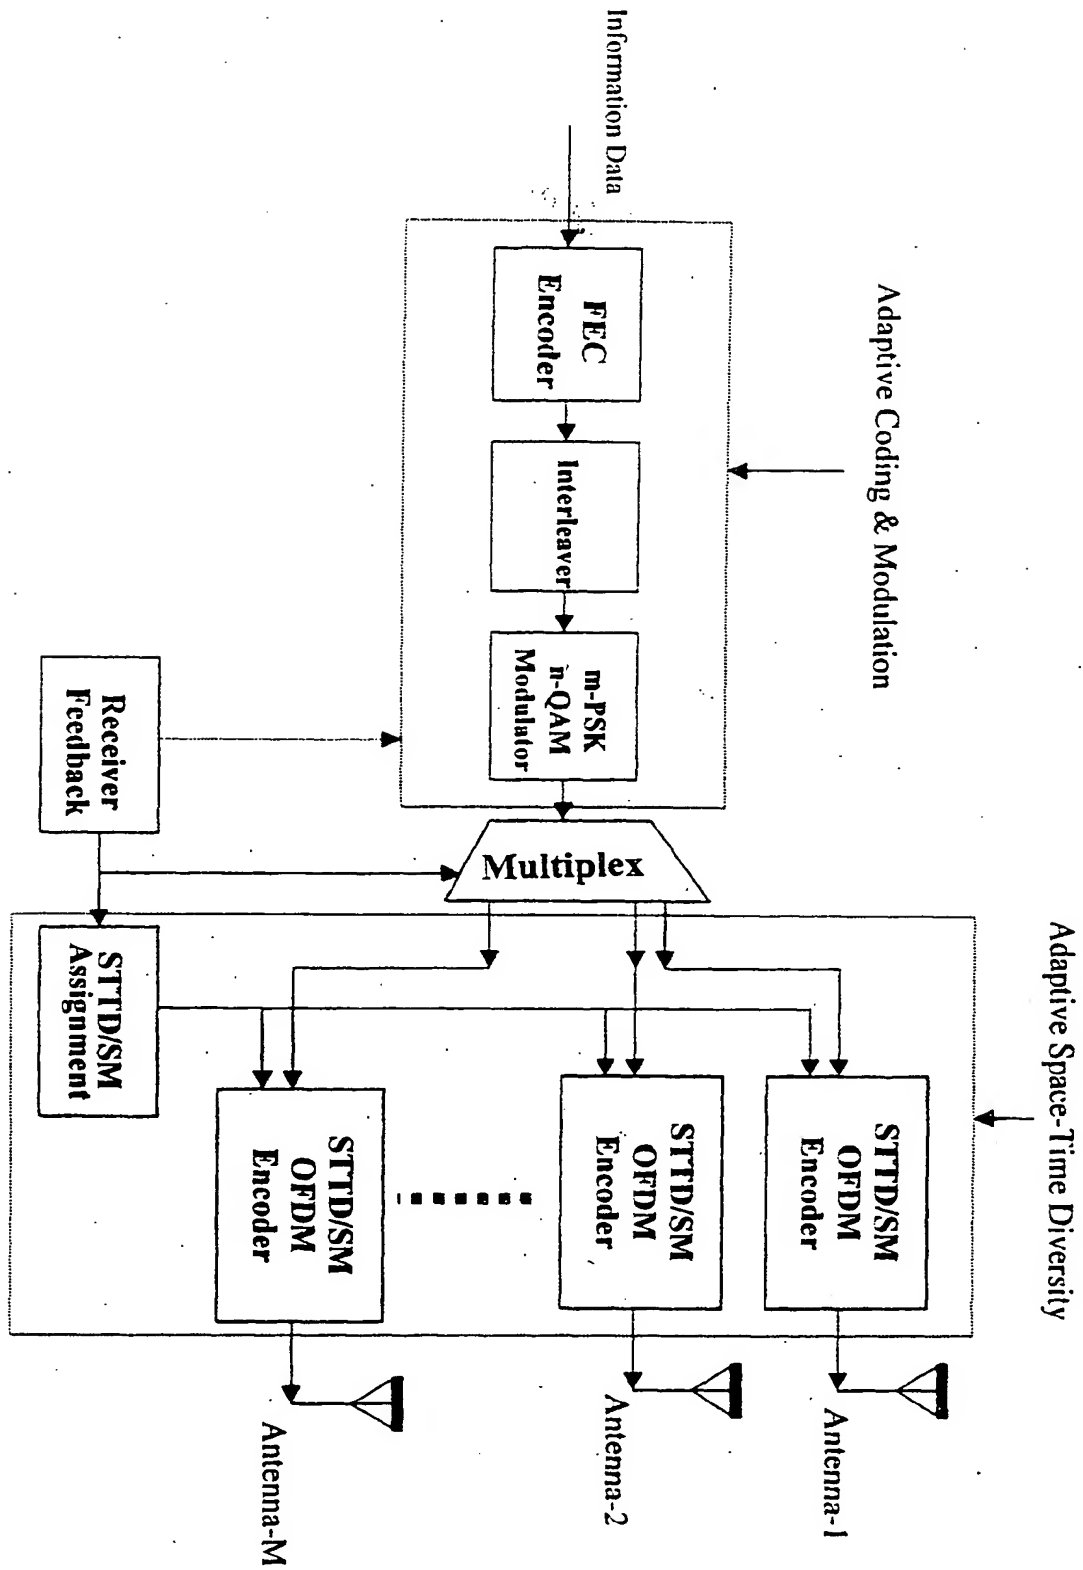 Adaptive Coding & Modulation
Adaptive Space-Time Diversity
Information Data
FEC
Encoder
Interleaver
m-PSK
n-QAM
Modulator
Multiplex
STTD/SM
OFDM
Encoder
Antenna-1
STTD/SM
OFDM
Encoder
Antenna-2
STTD/SM
OFDM
Encoder
Antenna-M
Receiver
Feedback
STTD/SM
Assignment